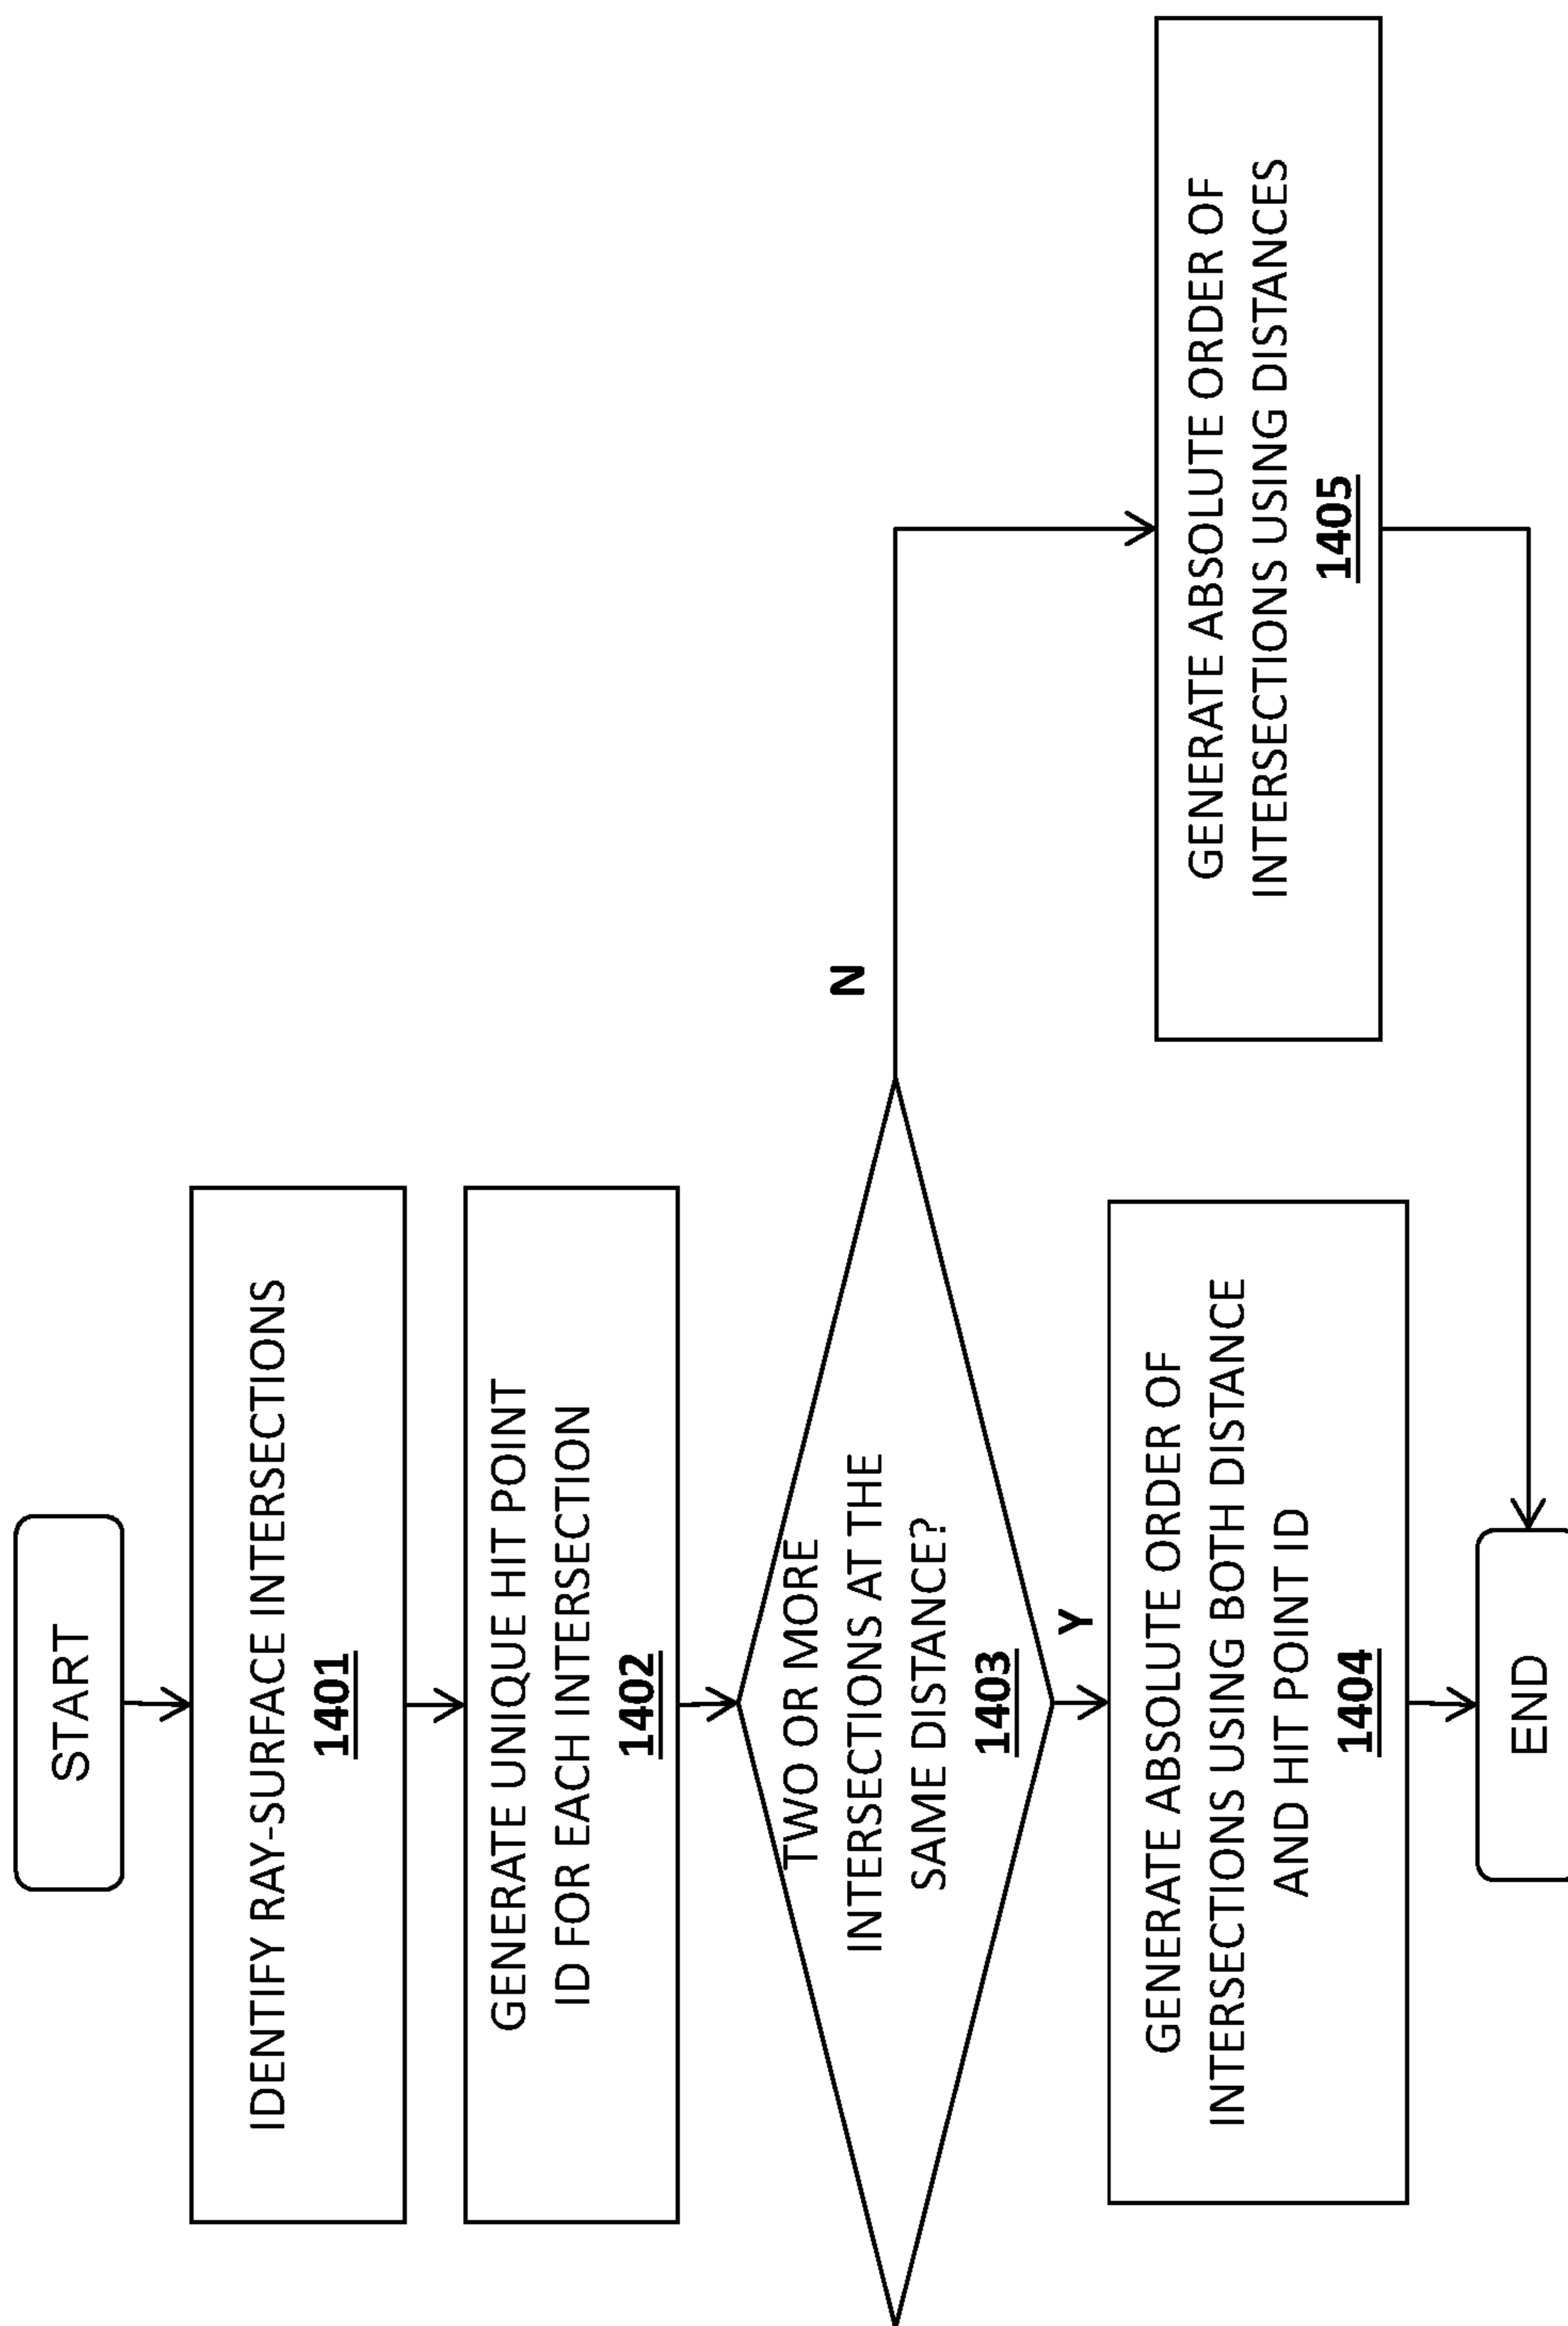 START
IDENTIFY RAY-SURFACE INTERSECTIONS
1401
GENERATE UNIQUE HIT POINT
ID FOR EACH INTERSECTION
1402
TWO OR MORE
INTERSECTIONS AT THE
SAME DISTANCE?
1403
N
Y
GENERATE ABSOLUTE ORDER OF
INTERSECTIONS USING BOTH DISTANCE
AND HIT POINT ID
1404
GENERATE ABSOLUTE ORDER OF
INTERSECTIONS USING DISTANCES
1405
END